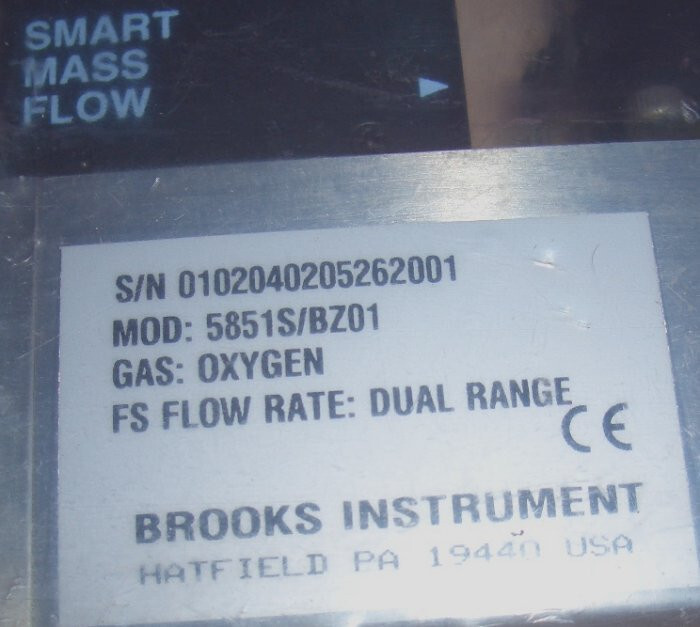 SMART
MASS
FLOW
S/N 0102040205262001
MOD: 5851S/BZ01
GAS: OXYGEN
FS FLOW RATE: DUAL RANGE
CE
BROOKS INSTRUMENT
HATFIELD PA 19440 USA